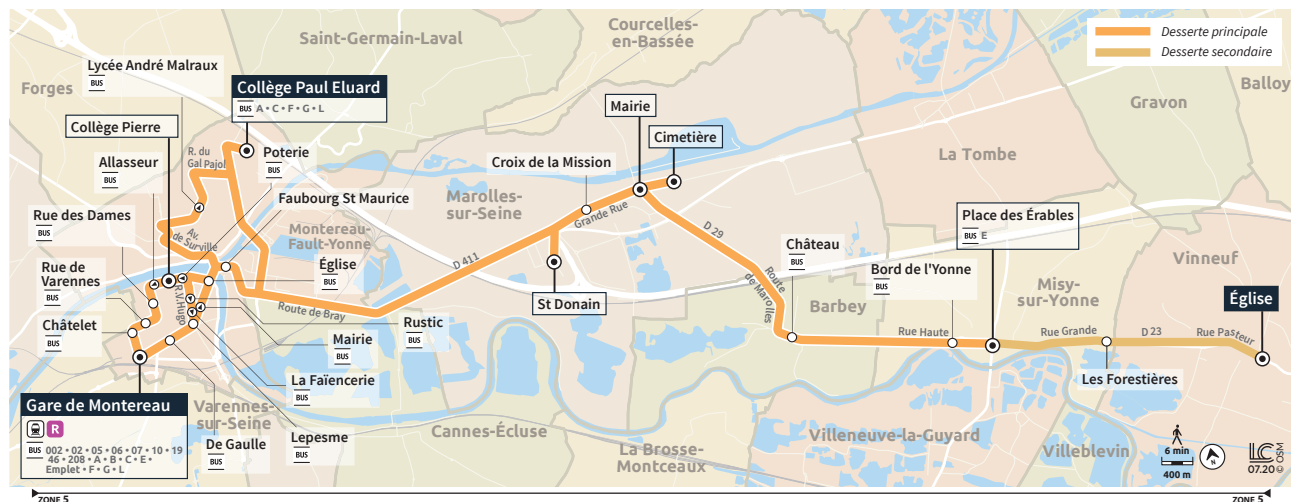 Desserte principale
Desserte secondaire
Courcelles-
en-Bassée
Saint-Germain-Laval
Forges
Balloy
Gravon
La Tombe
Lycée André Malraux
BUS
Collège Paul Eluard
BUS A • C • F • G • L
Collège Pierre
Allasseur
BUS
R. du
Gal Pajol
Poterie
BUS
Faubourg St Maurice
Rue des Dames
BUS
Av.
de Surville
Montereau-
Fault-Yonne
Marolles-
sur-Seine
Croix de la Mission
Mairie
Cimetière
Grande Rue
D 29
D 411
St Donain
Rue de
Varennes
BUS
Église
BUS
R.V.Hugo
Route de Bray
Châtelet
BUS
Rustic
BUS
Mairie
BUS
La Faïencerie
BUS
Lepesme
BUS
De Gaulle
BUS
Gare de Montereau
R
BUS 002 • 02 • 05 • 06 • 07 • 10 • 19
46 • 208 • A • B • C • E •
Emplet • F • G • L
Varennes-
sur-Seine
Cannes-Écluse
La Brosse-
Montceaux
Route
de Marolles
Château
BUS
Barbey
Bord de l'Yonne
BUS
Place des Érables
BUS E
Rue Haute
Misy-
sur-Yonne
Rue Grande
D 23
Rue Pasteur
Vinneuf
Église
Les Forestières
Villeneuve-la-Guyard
Villeblevin
6 min
400 m
N
LLC
07.20 © OSM
ZONE 5
ZONE 5